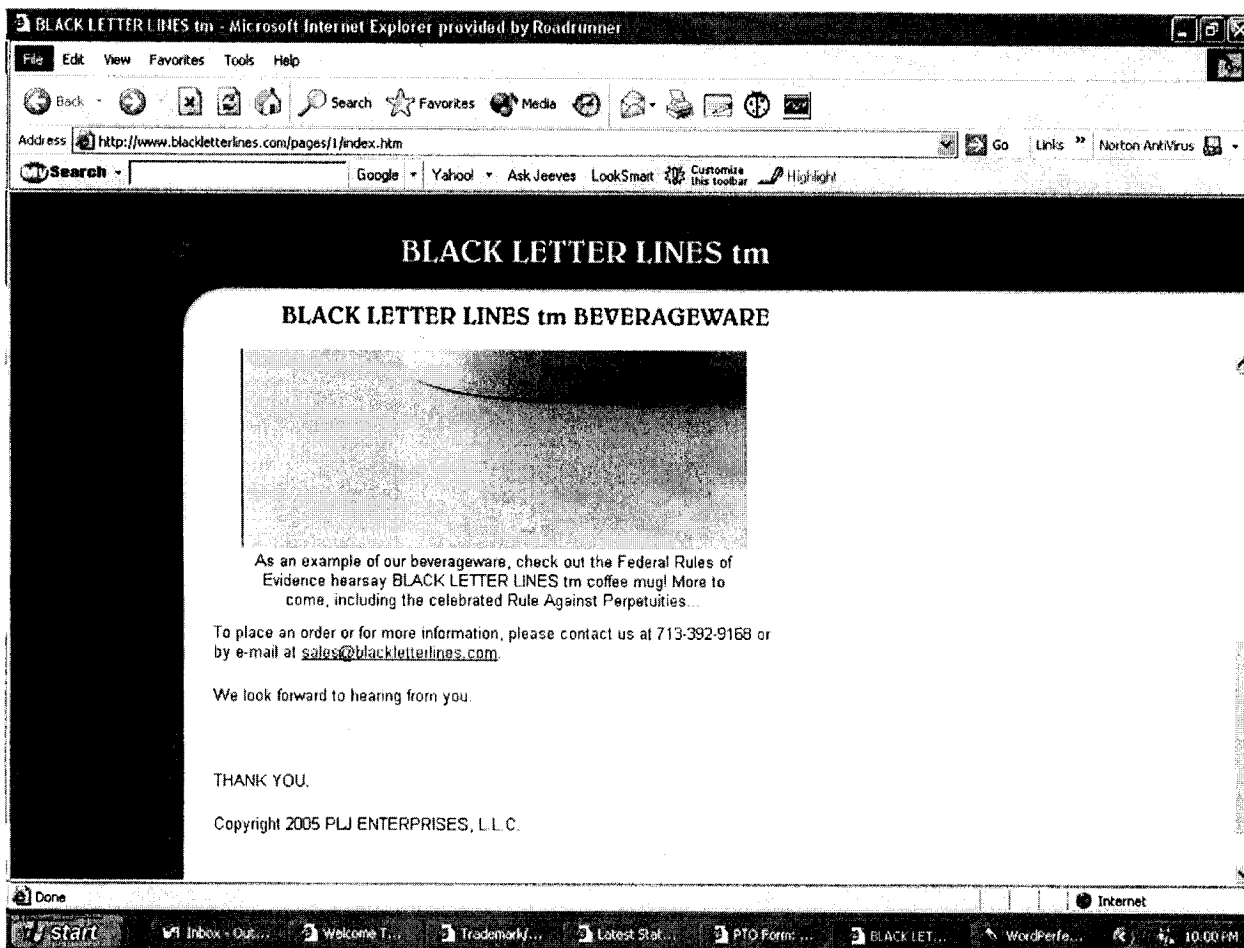 BLACK LETTER LINES tm - Microsoft Internet Explorer provided by Roadrunner
File Edit View Favorites Tools Help
Back Search Favorites Media
Address http://www.blackletterlines.com/pages/1/index.htm Go Links » Norton AntiVirus
Search Google Yahoo! Ask Jeeves LookSmart Customize this toolbar Highlight
BLACK LETTER LINES tm
BLACK LETTER LINES tm BEVERAGEWARE
As an example of our beverageware, check out the Federal Rules of
Evidence hearsay BLACK LETTER LINES tm coffee mug! More to
come, including the celebrated Rule Against Perpetuities...
To place an order or for more information, please contact us at 713-392-9168 or
by e-mail at sales@blackletterlines.com.
We look forward to hearing from you.
THANK YOU.
Copyright 2005 PLJ ENTERPRISES, L.L.C.
Done Internet
start Inbox - Out... Welcome T... Trademark/... Latest Stat... PTO Form: ... BLACK LET... WordPerfe... 10:00 PM